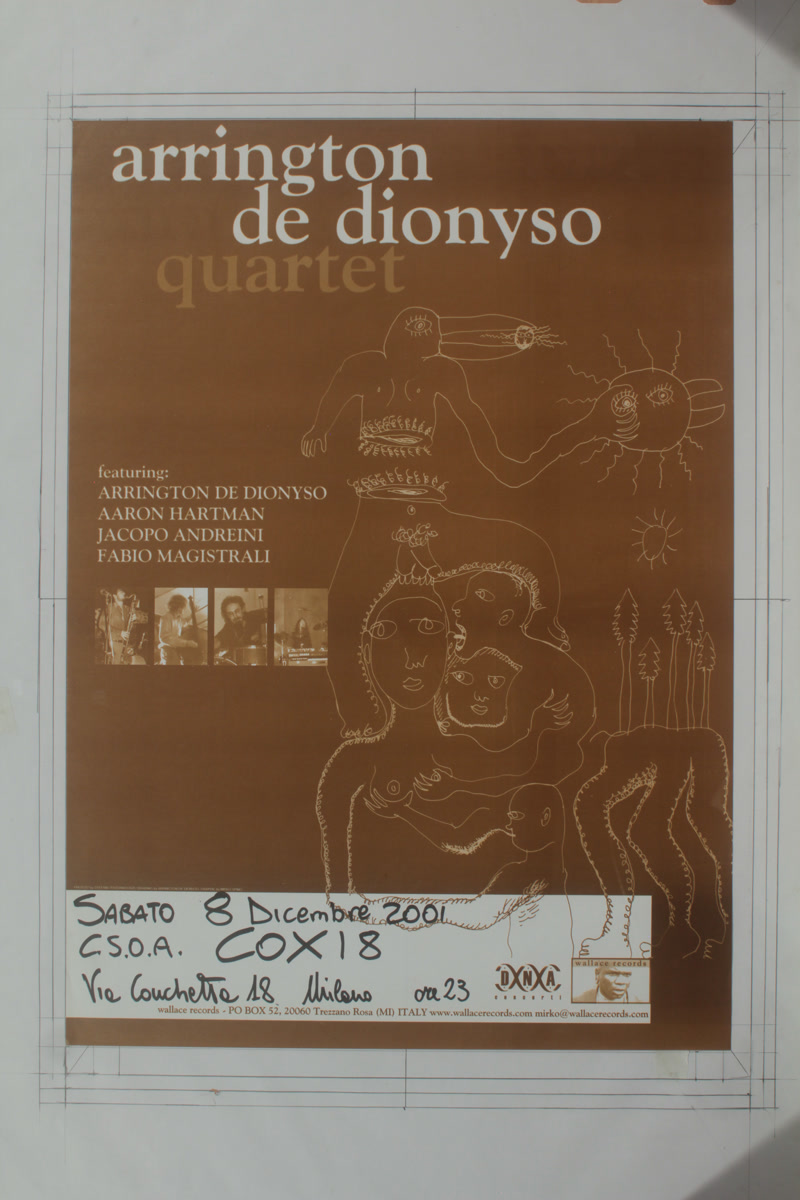 arrington
de dionyso
quartet
featuring:
ARRINGTON DE DIONYSO
AARON HARTMAN
JACOPO ANDREINI
FABIO MAGISTRALI
SABATO 8 Dicembre 2001
C.S.O.A. COX18
Via Conchetta 18 Milano ore 23
DXNXA
concerti
wallace records
wallace records - PO BOX 52, 20060 Trezzano Rosa (MI) ITALY www.wallacerecords.com mirko@wallacerecords.com